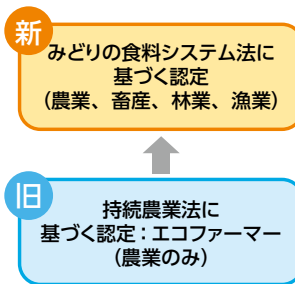 新
みどりの食料システム法に
基づく認定
（農業、畜産、林業、漁業）
旧
持続農業法に
基づく認定：エコファーマー
（農業のみ）